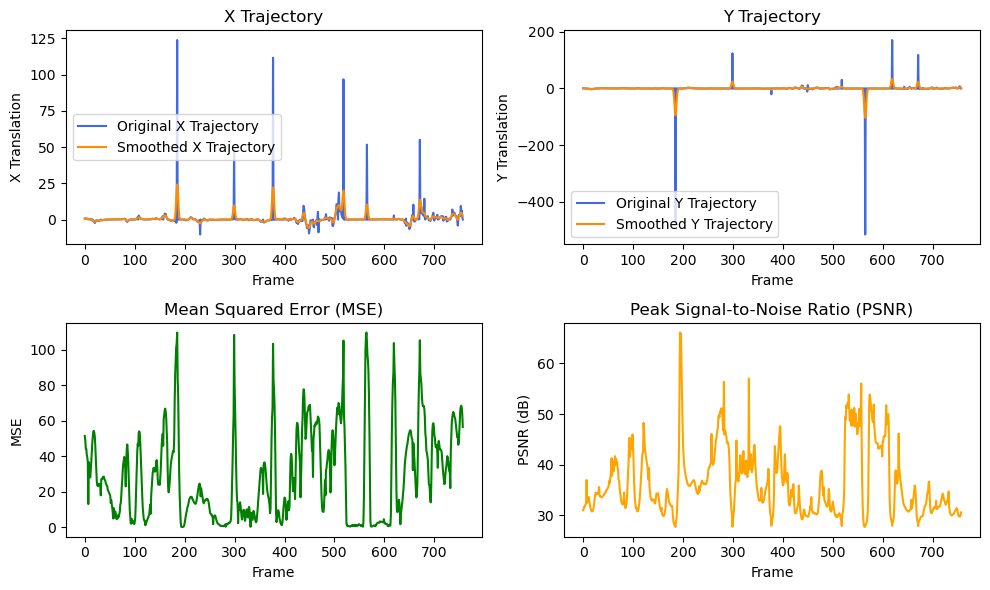 X Trajectory
125
100
75
50
25
0
X Translation
Original X Trajectory
Smoothed X Trajectory
0 100 200 300 400 500 600 700
Frame
Y Trajectory
200
0
−200
−400
Y Translation
Original Y Trajectory
Smoothed Y Trajectory
0 100 200 300 400 500 600 700
Frame
Mean Squared Error (MSE)
100
80
60
40
20
0
MSE
0 100 200 300 400 500 600 700
Frame
Peak Signal-to-Noise Ratio (PSNR)
60
50
40
30
PSNR (dB)
0 100 200 300 400 500 600 700
Frame